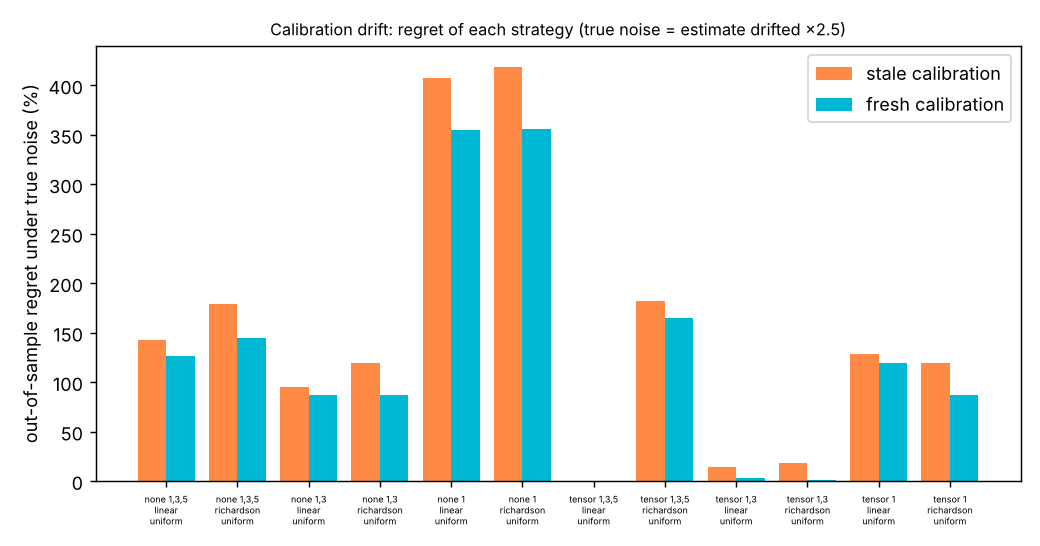 Calibration drift: regret of each strategy (true noise = estimate drifted ×2.5)
out-of-sample regret under true noise (%)
400
350
300
250
200
150
100
50
0
stale calibration
fresh calibration
none 1,3,5
linear
uniform
none 1,3,5
richardson
uniform
none 1,3
linear
uniform
none 1,3
richardson
uniform
none 1
linear
uniform
none 1
richardson
uniform
tensor 1,3,5
linear
uniform
tensor 1,3,5
richardson
uniform
tensor 1,3
linear
uniform
tensor 1,3
richardson
uniform
tensor 1
linear
uniform
tensor 1
richardson
uniform